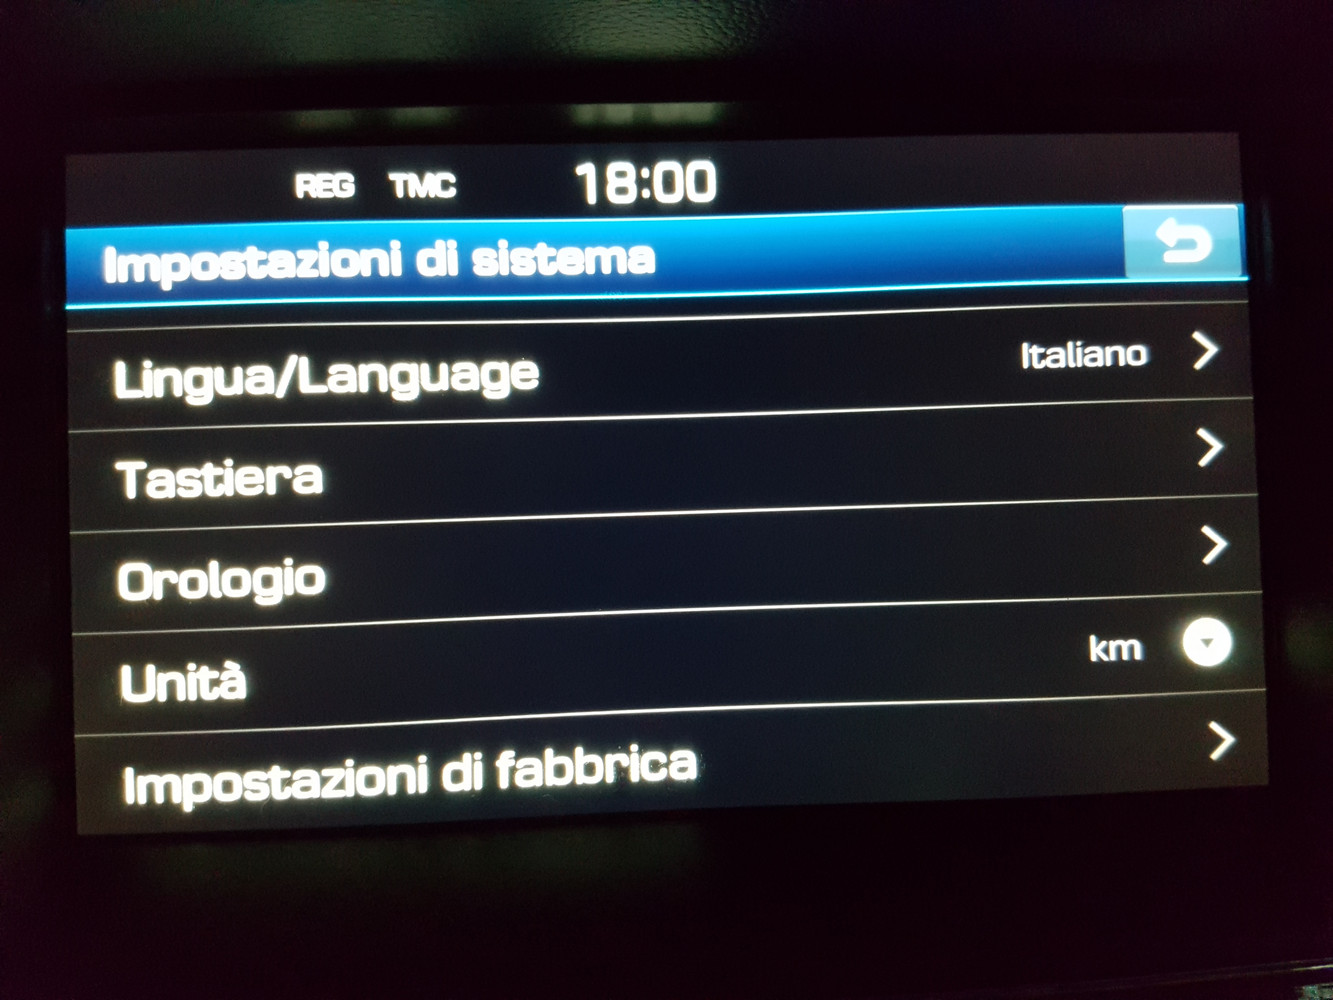 REG TMC 18:00
Impostazioni di sistema
Lingua/Language Italiano
Tastiera
Orologio
Unità km
Impostazioni di fabbrica